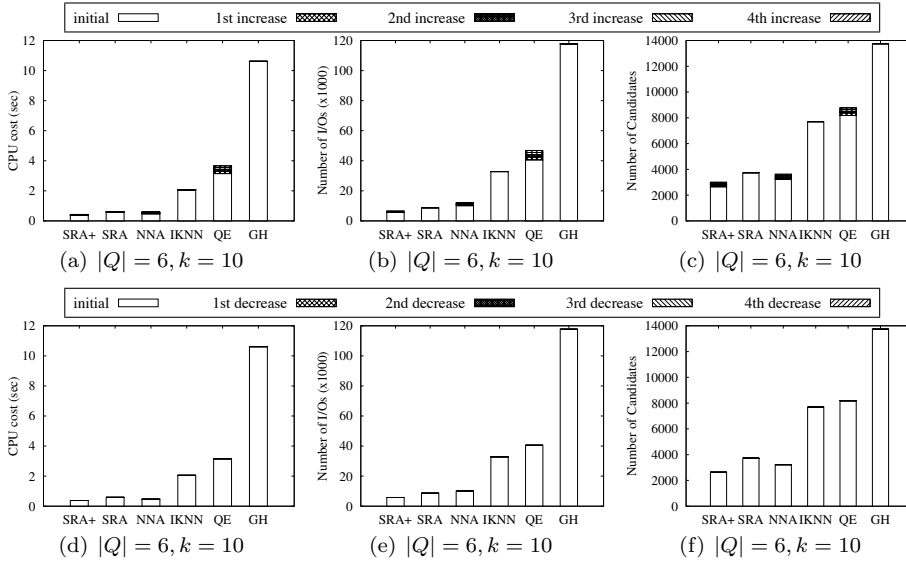 initial 1st increase 2nd increase 3rd increase 4th increase
12
10
8
6
4
2
0
CPU cost (sec)
SRA+ SRA NNA IKNN QE GH
(a) |Q| = 6, k = 10
120
100
80
60
40
20
0
Number of I/Os (x1000)
SRA+ SRA NNA IKNN QE GH
(b) |Q| = 6, k = 10
14000
12000
10000
8000
6000
4000
2000
0
Number of Candidates
SRA+ SRA NNA IKNN QE GH
(c) |Q| = 6, k = 10
initial 1st decrease 2nd decrease 3rd decrease 4th decrease
12
10
8
6
4
2
0
CPU cost (sec)
SRA+ SRA NNA IKNN QE GH
(d) |Q| = 6, k = 10
120
100
80
60
40
20
0
Number of I/Os (x1000)
SRA+ SRA NNA IKNN QE GH
(e) |Q| = 6, k = 10
14000
12000
10000
8000
6000
4000
2000
0
Number of Candidates
SRA+ SRA NNA IKNN QE GH
(f) |Q| = 6, k = 10